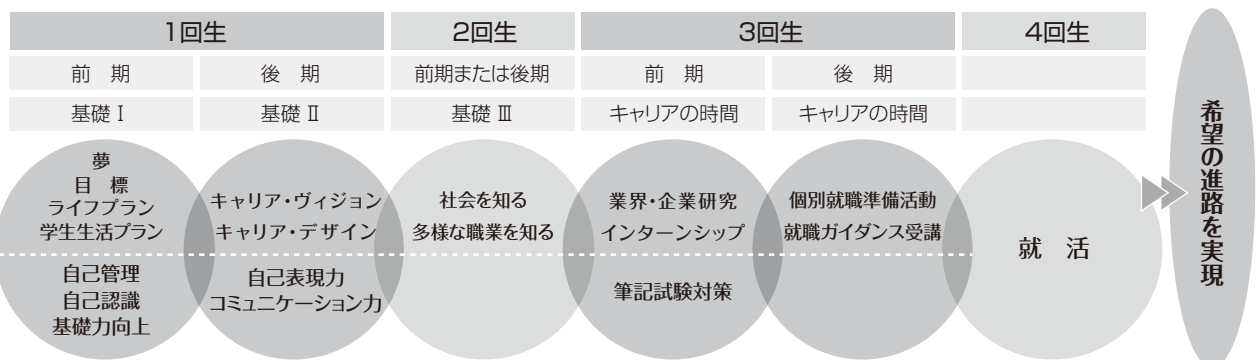 1回生
2回生
3回生
4回生
前　期
後　期
前期または後期
前　期
後　期
基礎 Ⅰ
基礎 Ⅱ
基礎 Ⅲ
キャリアの時間
キャリアの時間
夢
目　標
ライフプラン
学生生活プラン
自己管理
自己認識
基礎力向上
キャリア・ヴィジョン
キャリア・デザイン
自己表現力
コミュニケーション力
社会を知る
多様な職業を知る
業界・企業研究
インターンシップ
筆記試験対策
個別就職準備活動
就職ガイダンス受講
就　活
希望の進路を実現